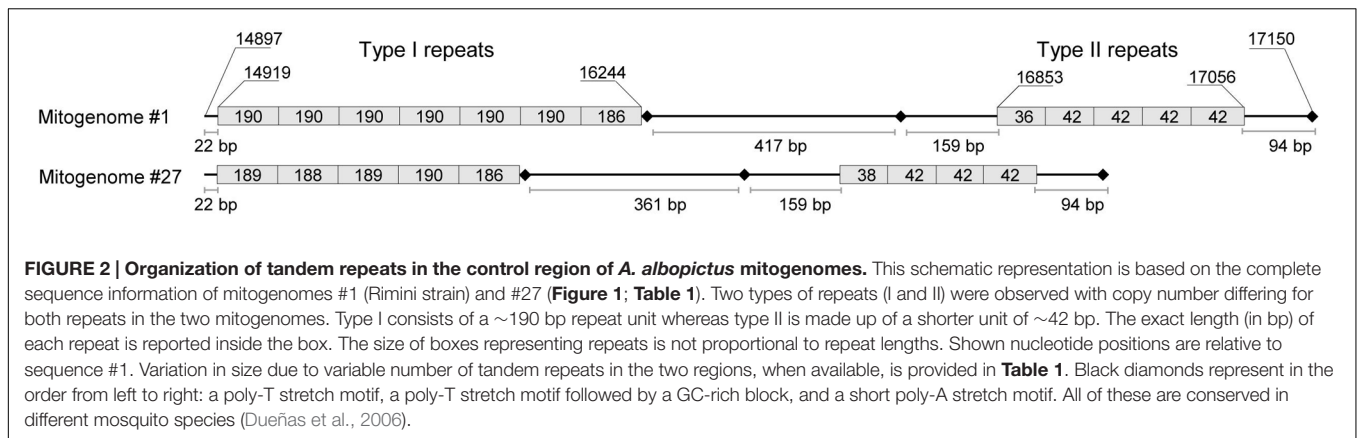 14897
Type I repeats
Type II repeats
17150
14919
16244
16853
17056
Mitogenome #1
190 190 190 190 190 190 186
36 42 42 42 42
22 bp
417 bp
159 bp
94 bp
Mitogenome #27
189 188 189 190 186
38 42 42 42
22 bp
361 bp
159 bp
94 bp
FIGURE 2 | Organization of tandem repeats in the control region of A. albopictus mitogenomes. This schematic representation is based on the complete
sequence information of mitogenomes #1 (Rimini strain) and #27 (Figure 1; Table 1). Two types of repeats (I and II) were observed with copy number differing for
both repeats in the two mitogenomes. Type I consists of a ∼190 bp repeat unit whereas type II is made up of a shorter unit of ∼42 bp. The exact length (in bp) of
each repeat is reported inside the box. The size of boxes representing repeats is not proportional to repeat lengths. Shown nucleotide positions are relative to
sequence #1. Variation in size due to variable number of tandem repeats in the two regions, when available, is provided in Table 1. Black diamonds represent in the
order from left to right: a poly-T stretch motif, a poly-T stretch motif followed by a GC-rich block, and a short poly-A stretch motif. All of these are conserved in
different mosquito species (Dueñas et al., 2006).